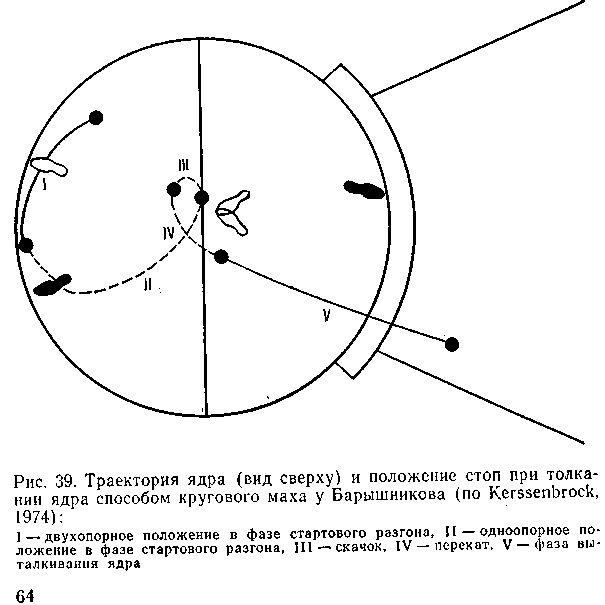 III
I
IV
II
V
Рис. 39. Траектория ядра (вид сверху) и положение стоп при толка-
нии ядра способом кругового маха у Барышникова (по Kerssenbrock,
1974):
I — двухопорное положение в фазе стартового разгона, II — одноопорное по-
ложение в фазе стартового разгона, III — скачок, IV — перекат, V — фаза вы-
талкивания ядра
64